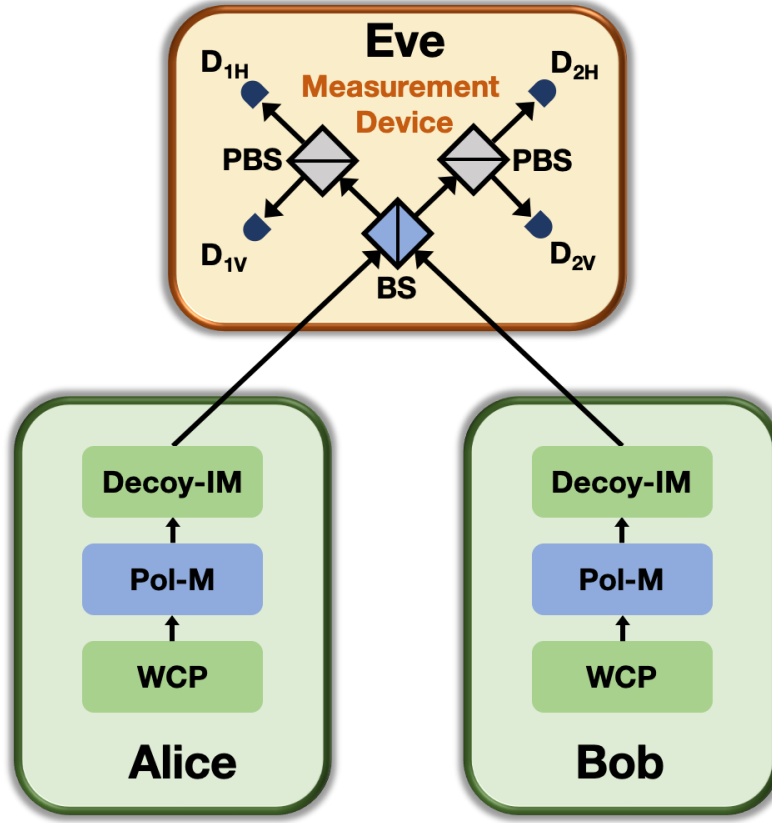 Eve
Measurement
Device
D1H
D2H
PBS
PBS
D1V
D2V
BS
Decoy-IM
Decoy-IM
Pol-M
Pol-M
WCP
WCP
Alice
Bob